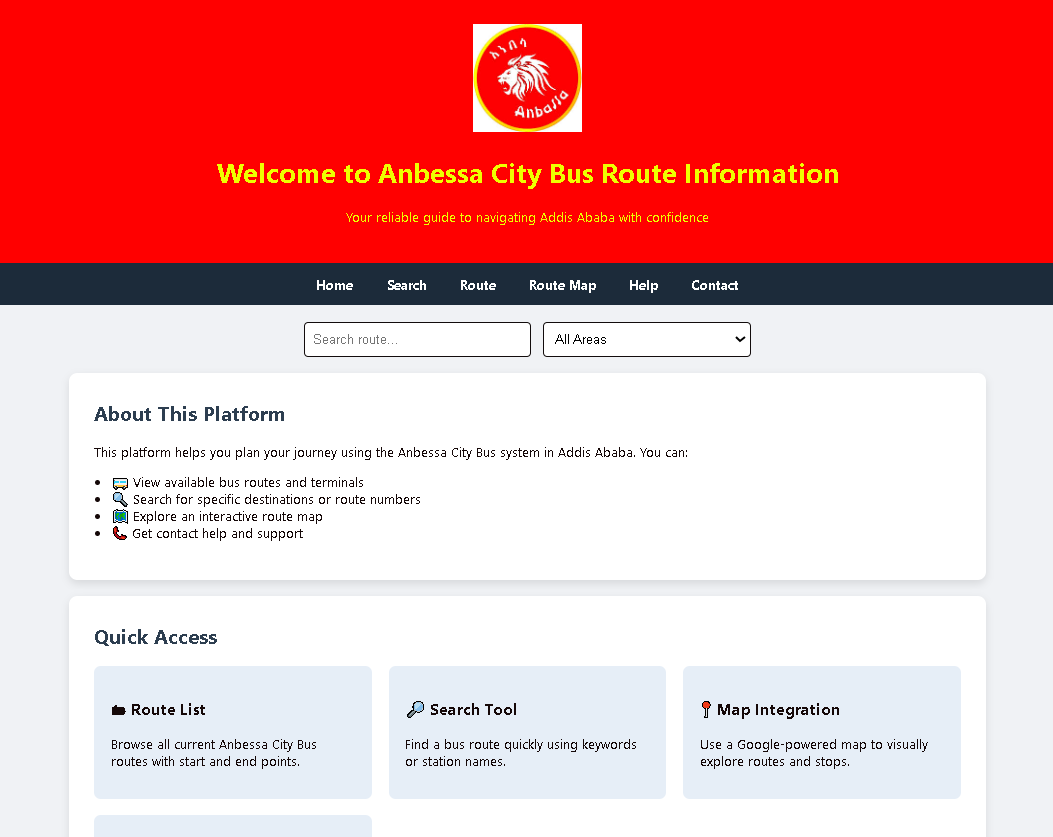 አንበሳ
Anbassa
Welcome to Anbessa City Bus Route Information
Your reliable guide to navigating Addis Ababa with confidence
Home Search Route Route Map Help Contact
Search route... All Areas
About This Platform
This platform helps you plan your journey using the Anbessa City Bus system in Addis Ababa. You can:
View available bus routes and terminals
Search for specific destinations or route numbers
Explore an interactive route map
Get contact help and support
Quick Access
Route List
Browse all current Anbessa City Bus
routes with start and end points.
Search Tool
Find a bus route quickly using keywords
or station names.
Map Integration
Use a Google-powered map to visually
explore routes and stops.